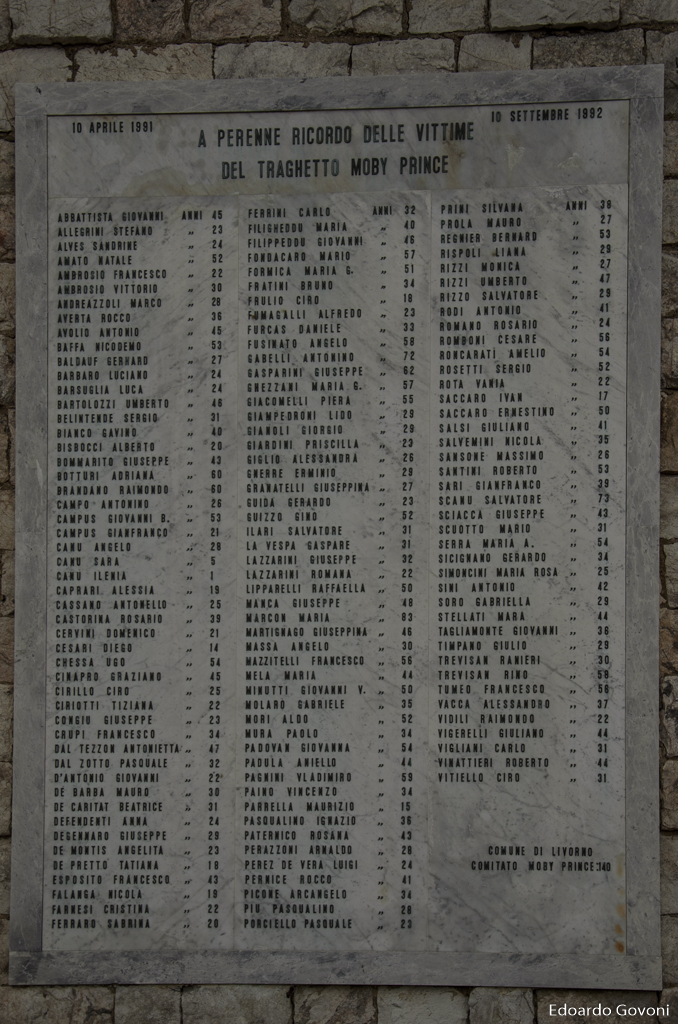 10 APRILE 1991
10 SETTEMBRE 1992
A PERENNE RICORDO DELLE VITTIME
DEL TRAGHETTO MOBY PRINCE
ABBATTISTA GIOVANNI ANNI 45
ALLEGRINI STEFANO „ 23
ALVES SANDRINE „ 24
AMATO NATALE „ 52
AMBROSIO FRANCESCO „ 22
AMBROSIO VITTORIO „ 30
ANDREAZZOLI MARCO „ 28
AVERTA ROCCO „ 36
AVOLIO ANTONIO „ 45
BAFFA NICODEMO „ 53
BALDAUF GERHARD „ 27
BARBARO LUCIANO „ 24
BARSUGLIA LUCA „ 24
BARTOLOZZI UMBERTO „ 46
BELINTENDE SERGIO „ 31
BIANCO GAVINO „ 40
BISBOCCI ALBERTO „ 20
BOMMARITO GIUSEPPE „ 43
BOTTURI ADRIANA „ 60
BRANDANO RAIMONDO „ 60
CAMPO ANTONINO „ 26
CAMPUS GIOVANNI B. „ 53
CAMPUS GIANFRANCO „ 21
CANU ANGELO „ 28
CANU SARA „ 5
CANU ILENIA „ 1
CAPRARI ALESSIA „ 19
CASSANO ANTONELLO „ 25
CASTORINA ROSARIO „ 39
CERVINI DOMENICO „ 21
CESARI DIEGO „ 14
CHESSA UGO „ 54
CINAPRO GRAZIANO „ 45
CIRILLO CIRO „ 25
CIRIOTTI TIZIANA „ 22
CONGIU GIUSEPPE „ 23
CRUPI FRANCESCO „ 34
DAL TEZZON ANTONIETTA „ 47
DAL ZOTTO PASQUALE „ 32
D'ANTONIO GIOVANNI „ 22
DE BARBA MAURO „ 30
DE CARITAT BEATRICE „ 31
DEFENDENTI ANNA „ 24
DEGENNARO GIUSEPPE „ 29
DE MONTIS ANGELITA „ 23
DE PRETTO TATIANA „ 18
ESPOSITO FRANCESCO „ 43
FALANGA NICOLA „ 19
FARNESI CRISTINA „ 22
FERRARO SABRINA „ 20
FERRINI CARLO ANNI 32
FILIGHEDDU MARIA „ 40
FILIPPEDDU GIOVANNI „ 46
FONDACARO MARIO „ 57
FORMICA MARIA G. „ 51
FRATINI BRUNO „ 34
FRULIO CIRO „ 18
FUMAGALLI ALFREDO „ 23
FURCAS DANIELE „ 33
FUSINATO ANGELO „ 58
GABELLI ANTONINO „ 72
GASPARINI GIUSEPPE „ 62
GHEZZANI MARIA G. „ 57
GIACOMELLI PIERA „ 55
GIAMPEDRONI LIDO „ 29
GIANOLI GIORGIO „ 29
GIARDINI PRISCILLA „ 23
GIGLIO ALESSANDRA „ 26
GNERRE ERMINIO „ 29
GRANATELLI GIUSEPPINA „ 27
GUIDA GERARDO „ 23
GUIZZO GINO „ 52
ILARI SALVATORE „ 31
LA VESPA GASPARE „ 31
LAZZARINI GIUSEPPE „ 32
LAZZARINI ROMANA „ 22
LIPPARELLI RAFFAELLA „ 50
MANCA GIUSEPPE „ 48
MARCON MARIA „ 83
MARTIGNAGO GIUSEPPINA „ 46
MASSA ANGELO „ 30
MAZZITELLI FRANCESCO „ 56
MELA MARIA „ 44
MINUTTI GIOVANNI V. „ 50
MOLARO GABRIELE „ 35
MORI ALDO „ 52
MURA PAOLO „ 34
PADOVAN GIOVANNA „ 54
PADULA ANIELLO „ 44
PAGNINI VLADIMIRO „ 59
PAINO VINCENZO „ 34
PARRELLA MAURIZIO „ 15
PASQUALINO IGNAZIO „ 36
PATERNICO ROSANA „ 43
PERAZZONI ARNALDO „ 28
PEREZ DE VERA LUIGI „ 24
PERNICE ROCCO „ 41
PICONE ARCANGELO „ 34
PIU PASQUALINO „ 28
PORCIELLO PASQUALE „ 23
PRINI SILVANA ANNI 38
PROLA MAURO „ 27
REGNIER BERNARD „ 53
RISPOLI LIANA „ 29
RIZZI MONICA „ 27
RIZZI UMBERTO „ 47
RIZZO SALVATORE „ 29
RODI ANTONIO „ 41
ROMANO ROSARIO „ 24
ROMBONI CESARE „ 56
RONCARATI AMELIO „ 54
ROSETTI SERGIO „ 52
ROTA VANIA „ 22
SACCARO IVAN „ 17
SACCARO ERNESTINO „ 50
SALSI GIULIANO „ 41
SALVEMINI NICOLA „ 35
SANSONE MASSIMO „ 26
SANTINI ROBERTO „ 53
SARI GIANFRANCO „ 39
SCANU SALVATORE „ 73
SCIACCA GIUSEPPE „ 43
SCUOTTO MARIO „ 31
SERRA MARIA A. „ 54
SICIGNANO GERARDO „ 34
SIMONCINI MARIA ROSA „ 25
SINI ANTONIO „ 42
SORO GABRIELLA „ 29
STELLATI MARA „ 44
TAGLIAMONTE GIOVANNI „ 38
TIMPANO GIULIO „ 29
TREVISAN RANIERI „ 30
TREVISAN RINO „ 58
TUMEO FRANCESCO „ 58
VACCA ALESSANDRO „ 37
VIDILI RAIMONDO „ 22
VIGERELLI GIULIANO „ 44
VIGLIANI CARLO „ 31
VINATTIERI ROBERTO „ 44
VITIELLO CIRO „ 31
COMUNE DI LIVORNO
COMITATO MOBY PRINCE:140
Edoardo Govoni